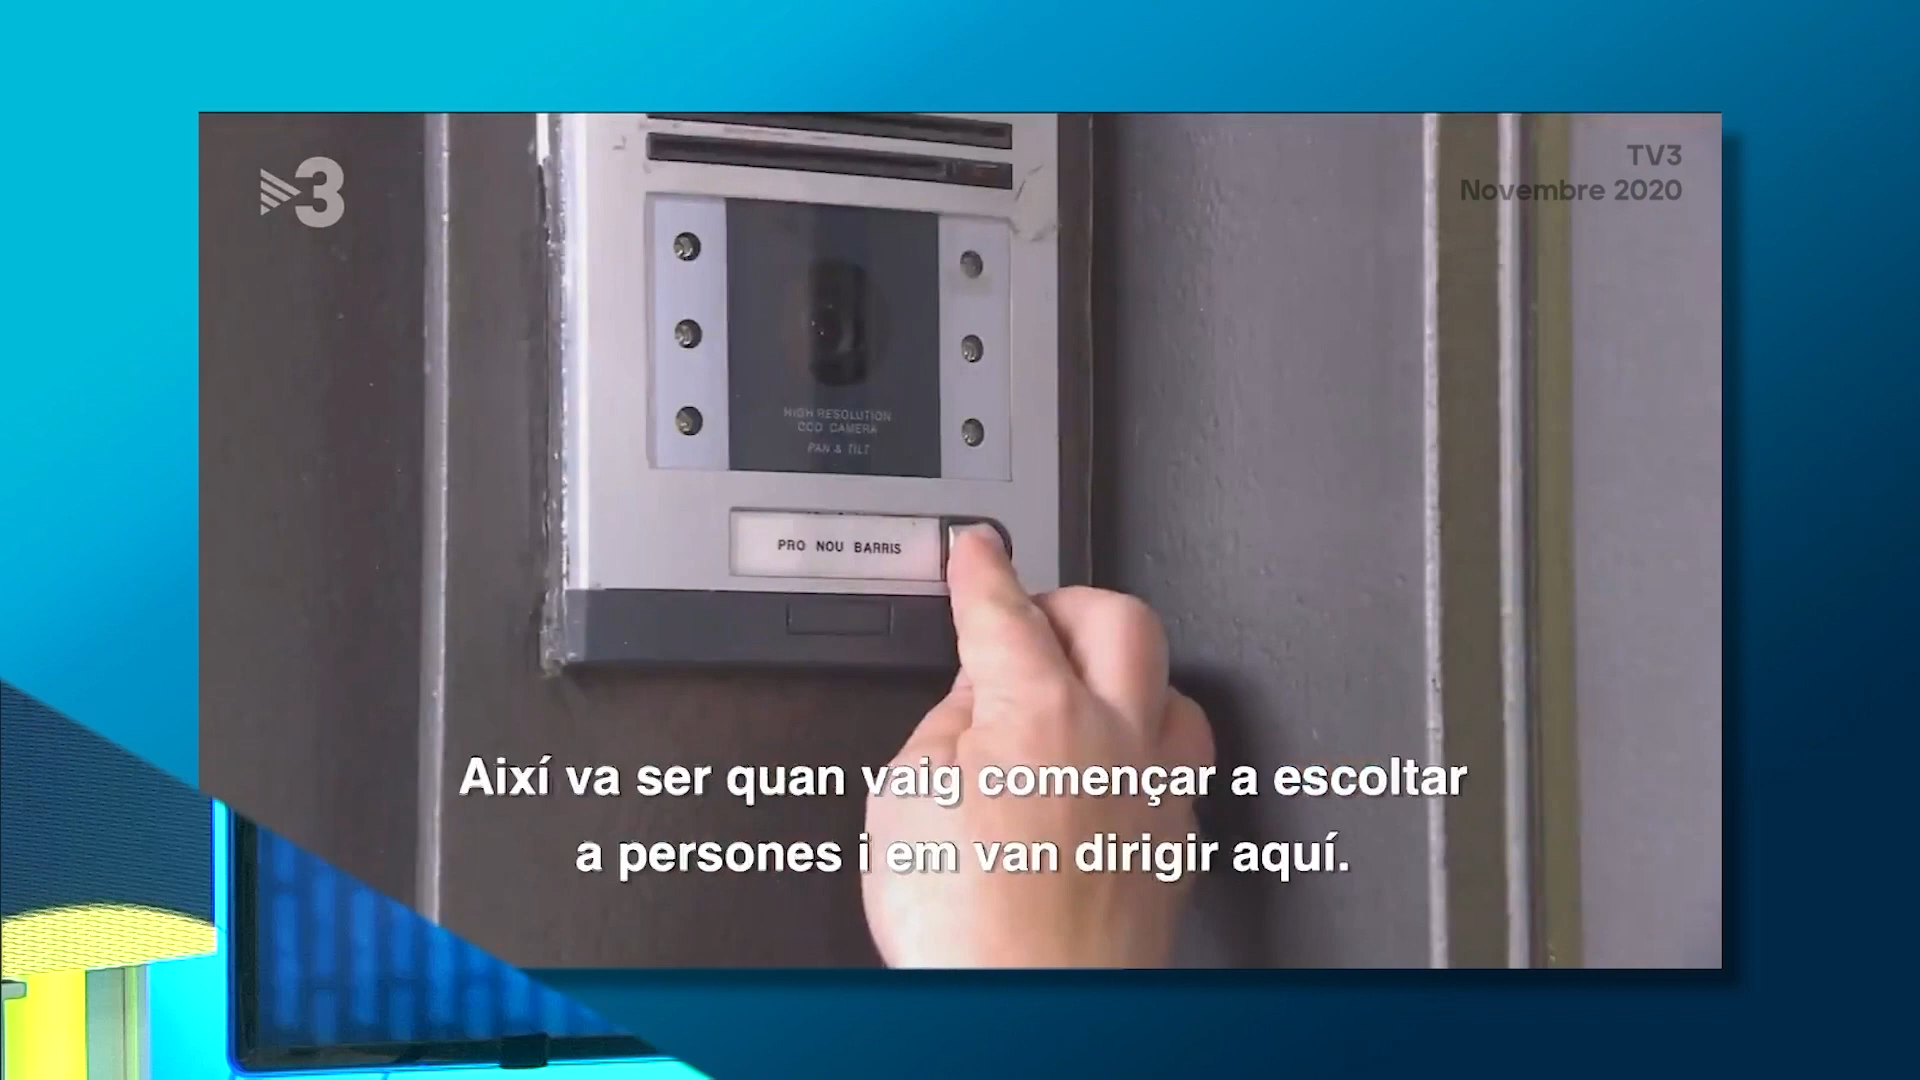 3
TV3
Novembre 2020
HIGH RESOLUTION
CCD CAMERA
PAN & TILT
PRO NOU BARRIS
Així va ser quan vaig començar a escoltar
a persones i em van dirigir aquí.